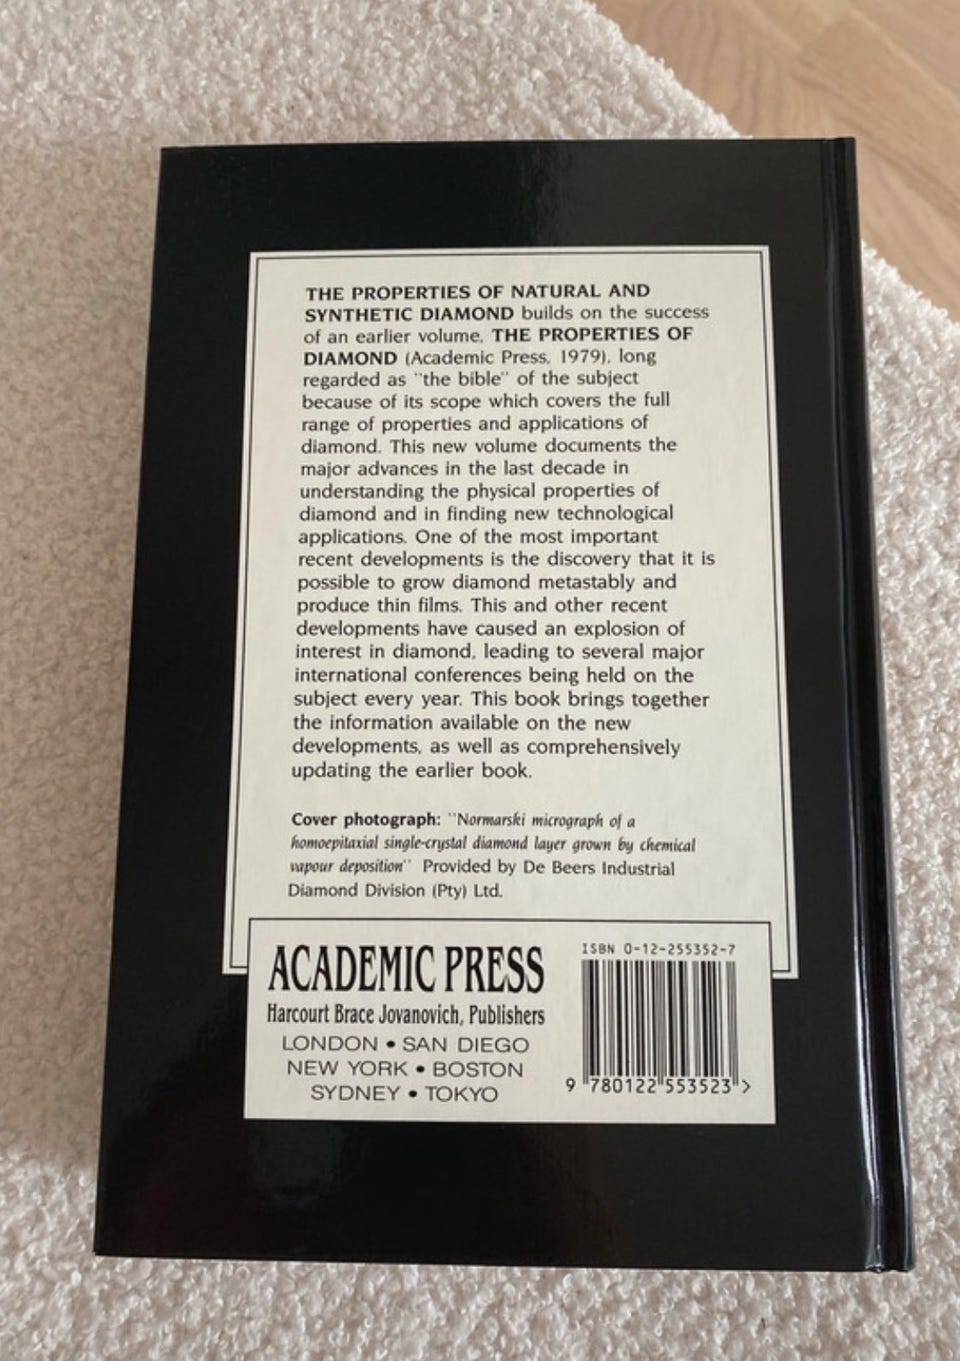 THE PROPERTIES OF NATURAL AND
SYNTHETIC DIAMOND builds on the success
of an earlier volume, THE PROPERTIES OF
DIAMOND (Academic Press, 1979), long
regarded as "the bible" of the subject
because of its scope which covers the full
range of properties and applications of
diamond. This new volume documents the
major advances in the last decade in
understanding the physical properties of
diamond and in finding new technological
applications. One of the most important
recent developments is the discovery that it is
possible to grow diamond metastably and
produce thin films. This and other recent
developments have caused an explosion of
interest in diamond, leading to several major
international conferences being held on the
subject every year. This book brings together
the information available on the new
developments, as well as comprehensively
updating the earlier book.
Cover photograph: "Normarski micrograph of a
homoepitaxial single-crystal diamond layer grown by chemical
vapour deposition" Provided by De Beers Industrial
Diamond Division (Pty) Ltd.
ACADEMIC PRESS
Harcourt Brace Jovanovich, Publishers
LONDON • SAN DIEGO
NEW YORK • BOSTON
SYDNEY • TOKYO
ISBN 0-12-255352-7
9 780122 553523 >